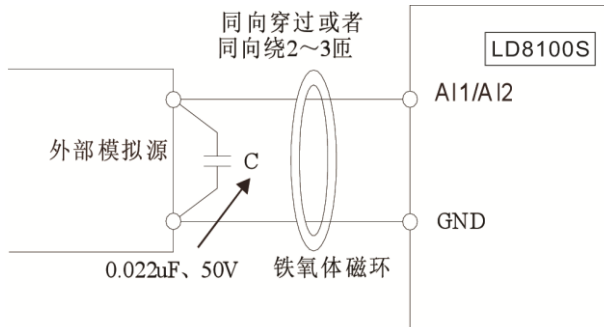 同向穿过或者
同向绕2～3匝
LD8100S
AI1/AI2
外部模拟源
C
GND
0.022uF、50V
铁氧体磁环